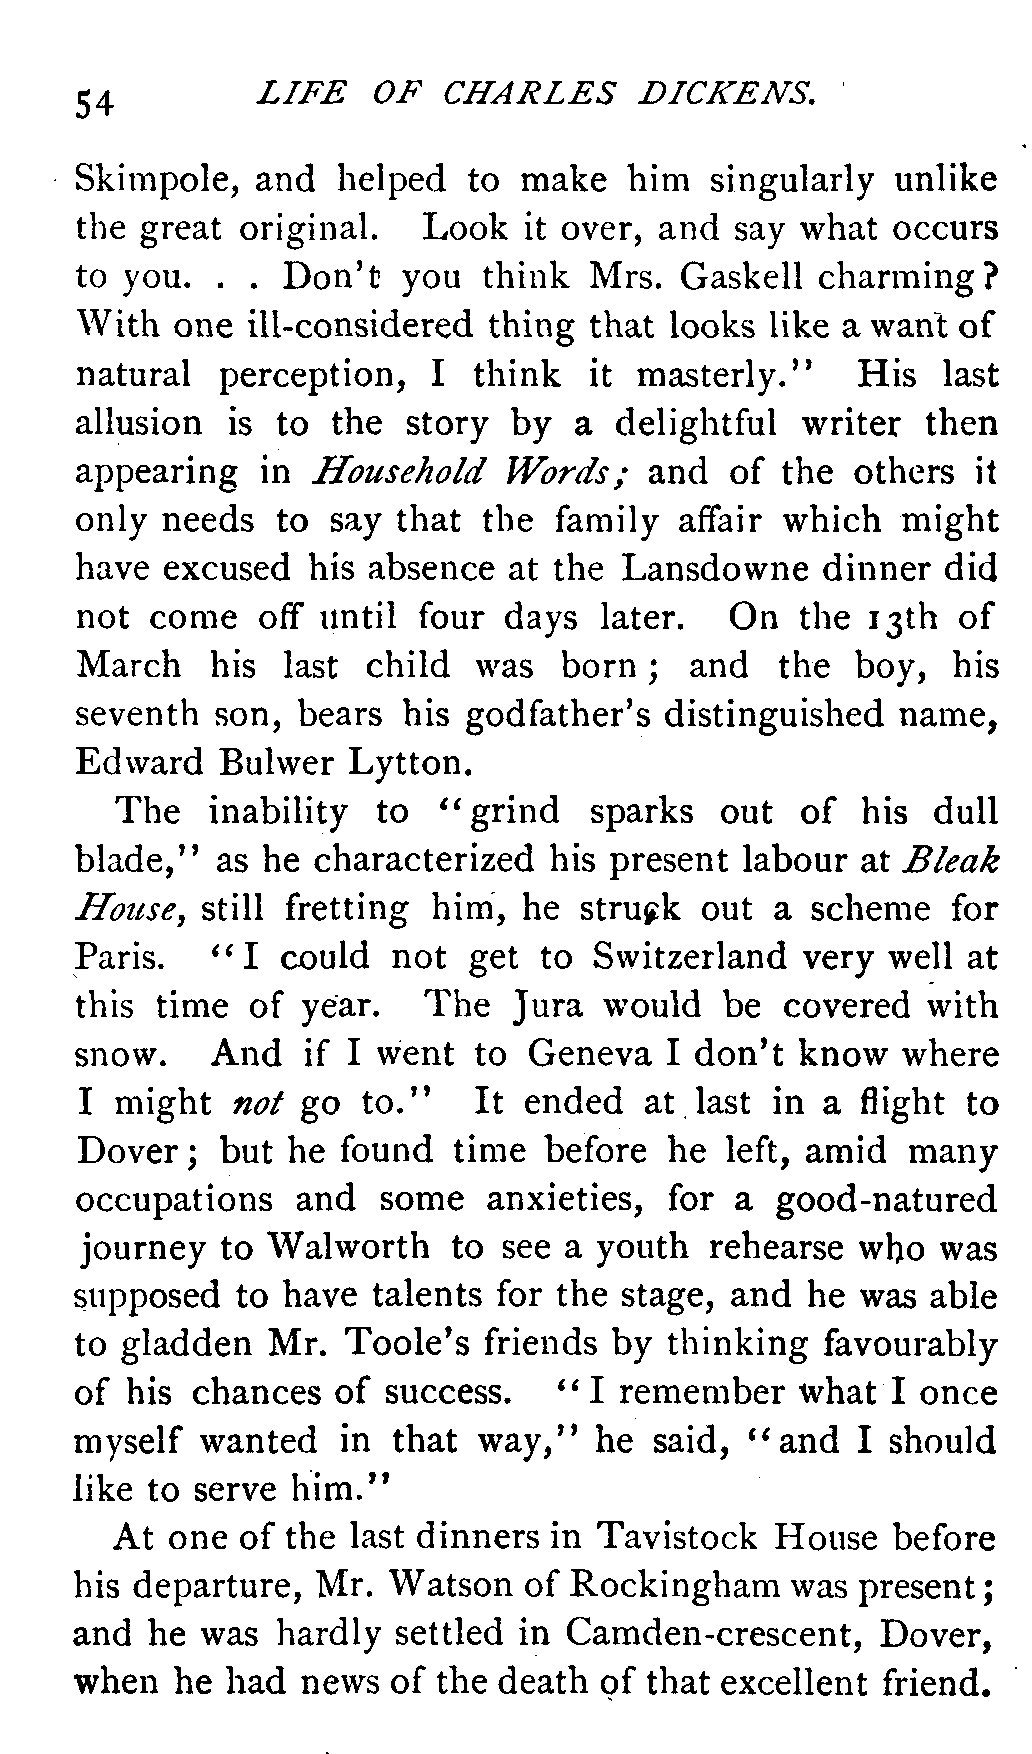 54 LIFE OF CHARLES DICKENS.
Skimpole, and helped to make him singularly unlike
the great original. Look it over, and say what occurs
to you. . . Don't you think Mrs. Gaskell charming?
With one ill-considered thing that looks like a want of
natural perception, I think it masterly." His last
allusion is to the story by a delightful writer then
appearing in Household Words; and of the others it
only needs to say that the family affair which might
have excused his absence at the Lansdowne dinner did
not come off until four days later. On the 13th of
March his last child was born; and the boy, his
seventh son, bears his godfather's distinguished name,
Edward Bulwer Lytton.
The inability to "grind sparks out of his dull
blade," as he characterized his present labour at Bleak
House, still fretting him, he struck out a scheme for
Paris. "I could not get to Switzerland very well at
this time of year. The Jura would be covered with
snow. And if I went to Geneva I don't know where
I might not go to." It ended at last in a flight to
Dover; but he found time before he left, amid many
occupations and some anxieties, for a good-natured
journey to Walworth to see a youth rehearse who was
supposed to have talents for the stage, and he was able
to gladden Mr. Toole's friends by thinking favourably
of his chances of success. "I remember what I once
myself wanted in that way," he said, "and I should
like to serve him."
At one of the last dinners in Tavistock House before
his departure, Mr. Watson of Rockingham was present;
and he was hardly settled in Camden-crescent, Dover,
when he had news of the death of that excellent friend.